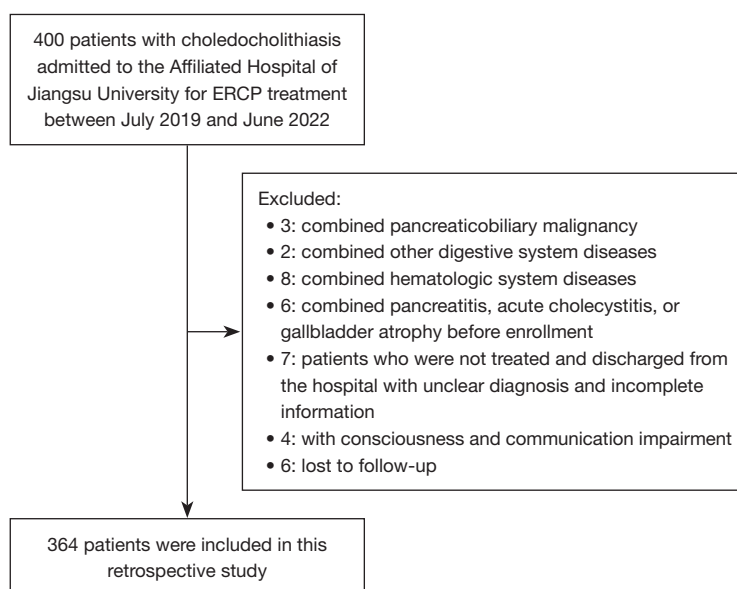 400 patients with choledocholithiasis
admitted to the Affiliated Hospital of
Jiangsu University for ERCP treatment
between July 2019 and June 2022
Excluded:
• 3: combined pancreaticobiliary malignancy
• 2: combined other digestive system diseases
• 8: combined hematologic system diseases
• 6: combined pancreatitis, acute cholecystitis, or
gallbladder atrophy before enrollment
• 7: patients who were not treated and discharged from
the hospital with unclear diagnosis and incomplete
information
• 4: with consciousness and communication impairment
• 6: lost to follow-up
364 patients were included in this
retrospective study